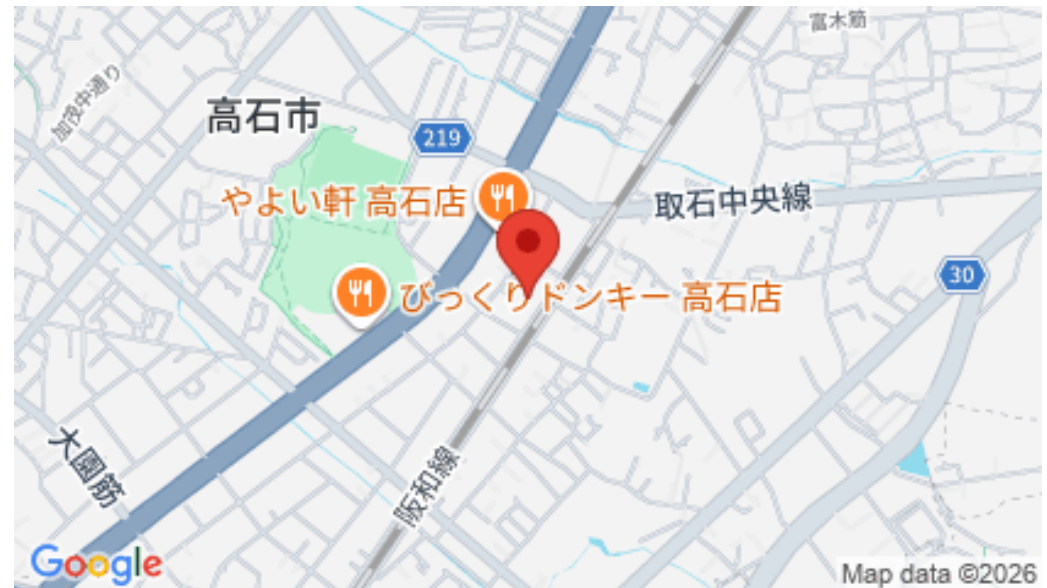 富木筋
加茂中通り
高石市
219
やよい軒 高石店
取石中央線
30
びっくりドンキー 高石店
大園筋
阪和線
Google
Map data ©2026